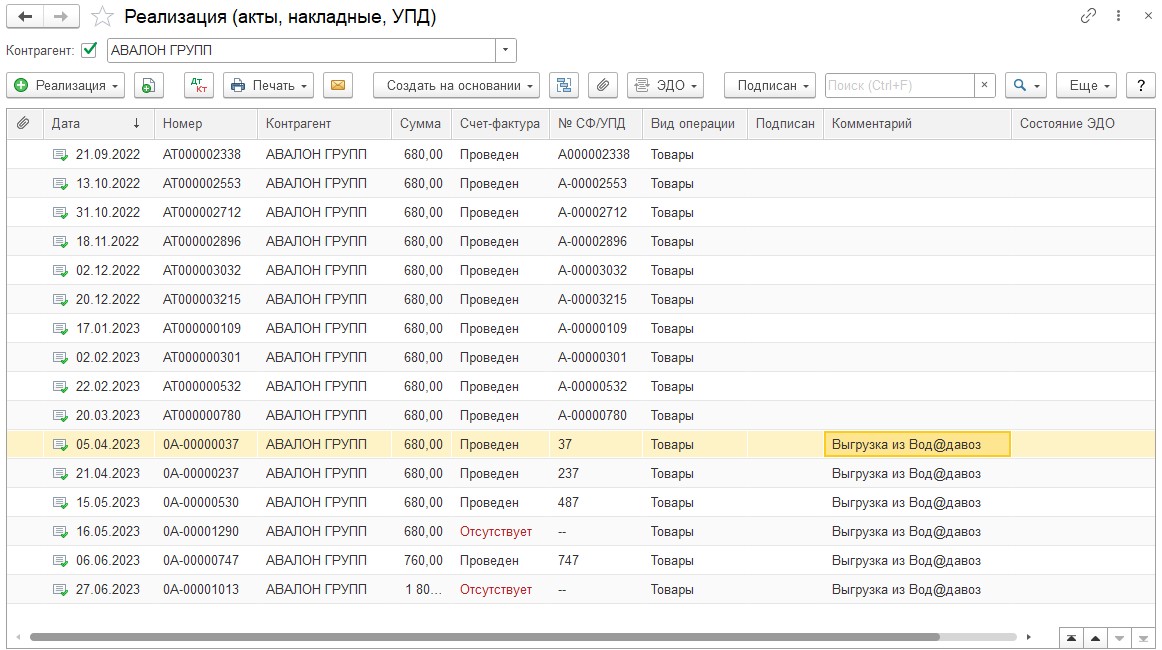 Реализация (акты, накладные, УПД)
Контрагент: АВАЛОН ГРУПП
Реализация Дт Кт Печать Создать на основании ЭДО Подписан Поиск (Ctrl+F) × Еще ?
Дата ↓ Номер Контрагент Сумма Счет-фактура № СФ/УПД Вид операции Подписан Комментарий Состояние ЭДО
21.09.2022 АТ000002338 АВАЛОН ГРУПП 680,00 Проведен А000002338 Товары
13.10.2022 АТ000002553 АВАЛОН ГРУПП 680,00 Проведен А-00002553 Товары
31.10.2022 АТ000002712 АВАЛОН ГРУПП 680,00 Проведен А-00002712 Товары
18.11.2022 АТ000002896 АВАЛОН ГРУПП 680,00 Проведен А-00002896 Товары
02.12.2022 АТ000003032 АВАЛОН ГРУПП 680,00 Проведен А-00003032 Товары
20.12.2022 АТ000003215 АВАЛОН ГРУПП 680,00 Проведен А-00003215 Товары
17.01.2023 АТ000000109 АВАЛОН ГРУПП 680,00 Проведен А-00000109 Товары
02.02.2023 АТ000000301 АВАЛОН ГРУПП 680,00 Проведен А-00000301 Товары
22.02.2023 АТ000000532 АВАЛОН ГРУПП 680,00 Проведен А-00000532 Товары
20.03.2023 АТ000000780 АВАЛОН ГРУПП 680,00 Проведен А-00000780 Товары
05.04.2023 0А-00000037 АВАЛОН ГРУПП 680,00 Проведен 37 Товары Выгрузка из Вод@давоз
21.04.2023 0А-00000237 АВАЛОН ГРУПП 680,00 Проведен 237 Товары Выгрузка из Вод@давоз
15.05.2023 0А-00000530 АВАЛОН ГРУПП 680,00 Проведен 487 Товары Выгрузка из Вод@давоз
16.05.2023 0А-00001290 АВАЛОН ГРУПП 680,00 Отсутствует -- Товары Выгрузка из Вод@давоз
06.06.2023 0А-00000747 АВАЛОН ГРУПП 760,00 Проведен 747 Товары Выгрузка из Вод@давоз
27.06.2023 0А-00001013 АВАЛОН ГРУПП 1 80... Отсутствует -- Товары Выгрузка из Вод@давоз